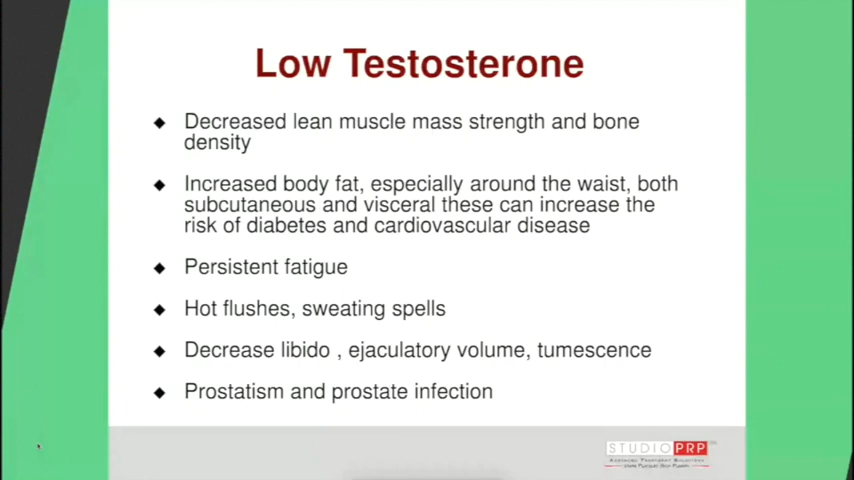 Low Testosterone
◆ Decreased lean muscle mass strength and bone
density
◆ Increased body fat, especially around the waist, both
subcutaneous and visceral these can increase the
risk of diabetes and cardiovascular disease
◆ Persistent fatigue
◆ Hot flushes, sweating spells
◆ Decrease libido , ejaculatory volume, tumescence
◆ Prostatism and prostate infection
STUDIO PRP